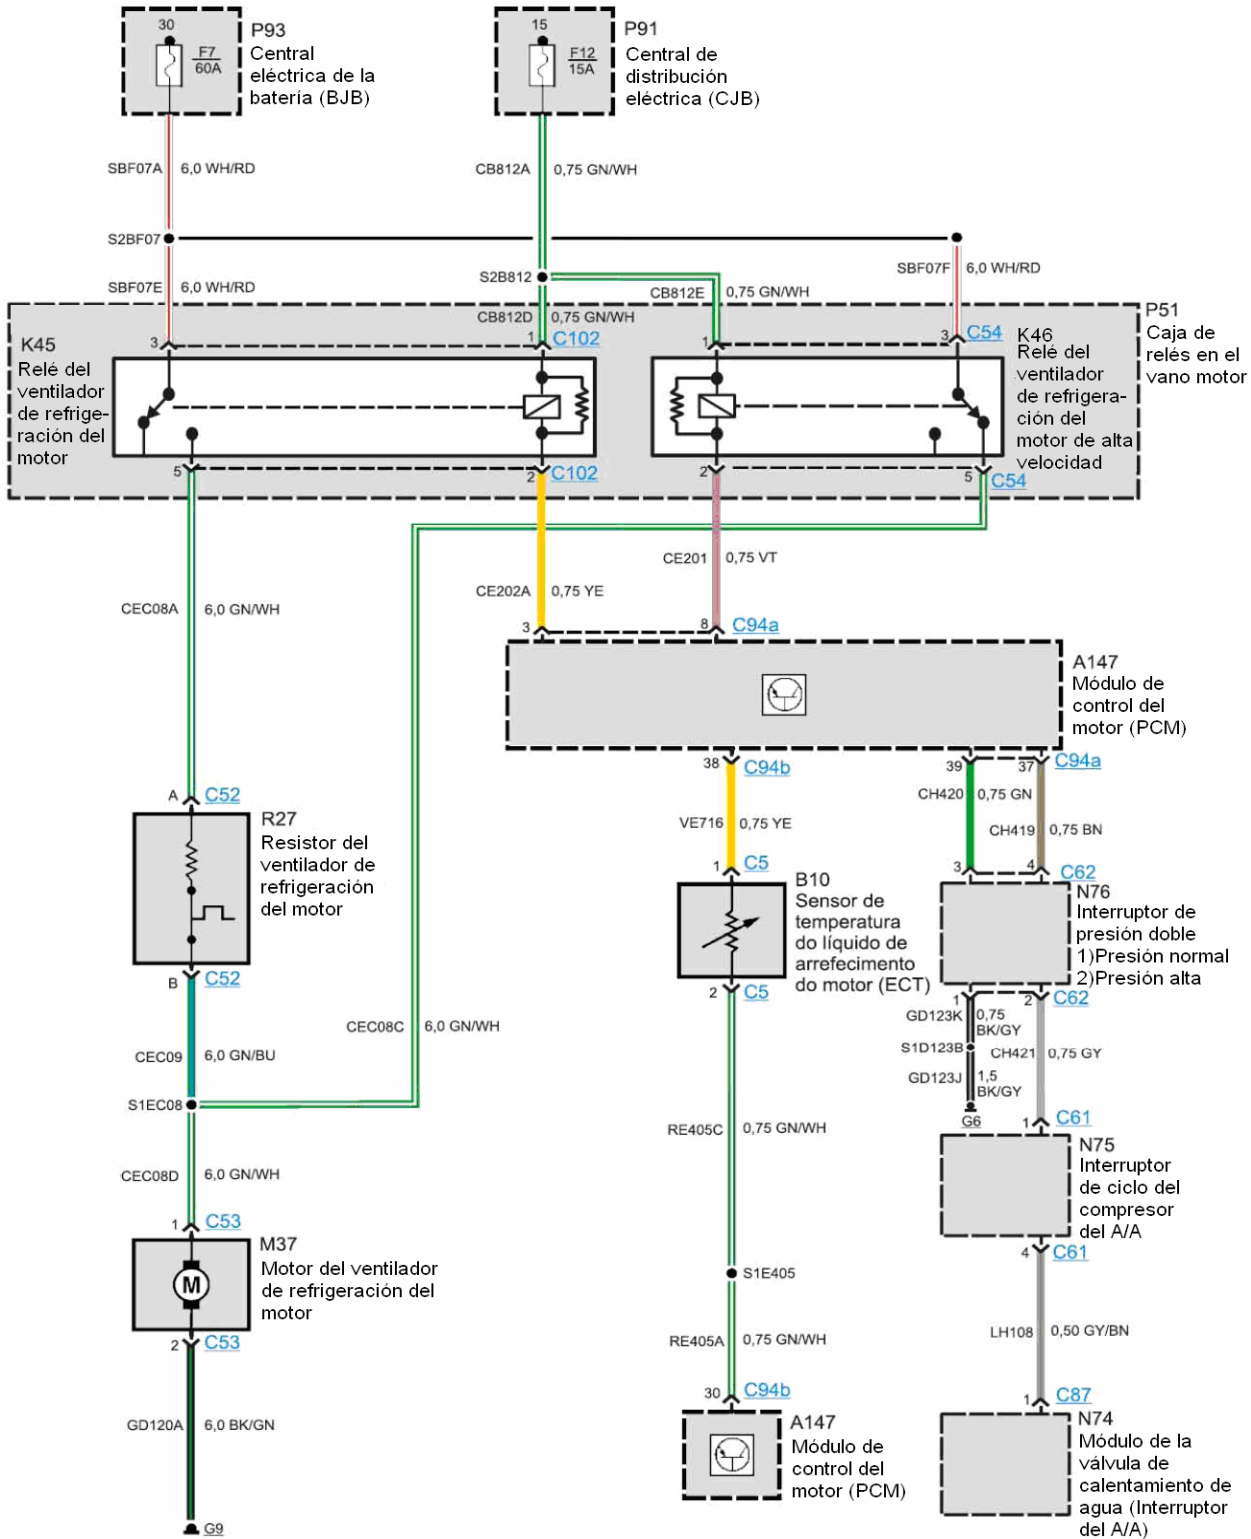 30
F7
60A
P93
Central
eléctrica de la
batería (BJB)
15
F12
15A
P91
Central de
distribución
eléctrica (CJB)
SBF07A 6,0 WH/RD
CB812A 0,75 GN/WH
S2BF07
S2B812
SBF07E 6,0 WH/RD
CB812E 0,75 GN/WH
SBF07F 6,0 WH/RD
CB812D 0,75 GN/WH
P51
Caja de
relés en el
vano motor
K45
Relé del
ventilador
de refrige-
ración del
motor
3
1 C102
1
3 C54
K46
Relé del
ventilador
de refrigera-
ción del
motor de alta
velocidad
5
2 C102
2
5 C54
CE201 0,75 VT
CE202A 0,75 YE
CEC08A 6,0 GN/WH
3
8 C94a
A147
Módulo de
control del
motor (PCM)
38 C94b
39
37 C94a
CH420 0,75 GN
VE716 0,75 YE
CH419 0,75 BN
A C52
R27
Resistor del
ventilador de
refrigeración
del motor
1 C5
B10
Sensor de
temperatura
do líquido de
arrefecimento
do motor (ECT)
3
4 C62
N76
Interruptor de
presión doble
1)Presión normal
2)Presión alta
B C52
2 C5
1
2 C62
GD123K 0,75
BK/GY
S1D123B
CH421 0,75 GY
GD123J 1,5
BK/GY
G6
CEC08C 6,0 GN/WH
CEC09 6,0 GN/BU
S1EC08
RE405C 0,75 GN/WH
1 C61
N75
Interruptor
de ciclo del
compresor
del A/A
CEC08D 6,0 GN/WH
1 C53
M37
Motor del ventilador
de refrigeración del
motor
M
4 C61
S1E405
2 C53
RE405A 0,75 GN/WH
LH108 0,50 GY/BN
30 C94b
1 C87
GD120A 6,0 BK/GN
A147
Módulo de
control del
motor (PCM)
N74
Módulo de la
válvula de
calentamiento de
agua (Interruptor
del A/A)
G9